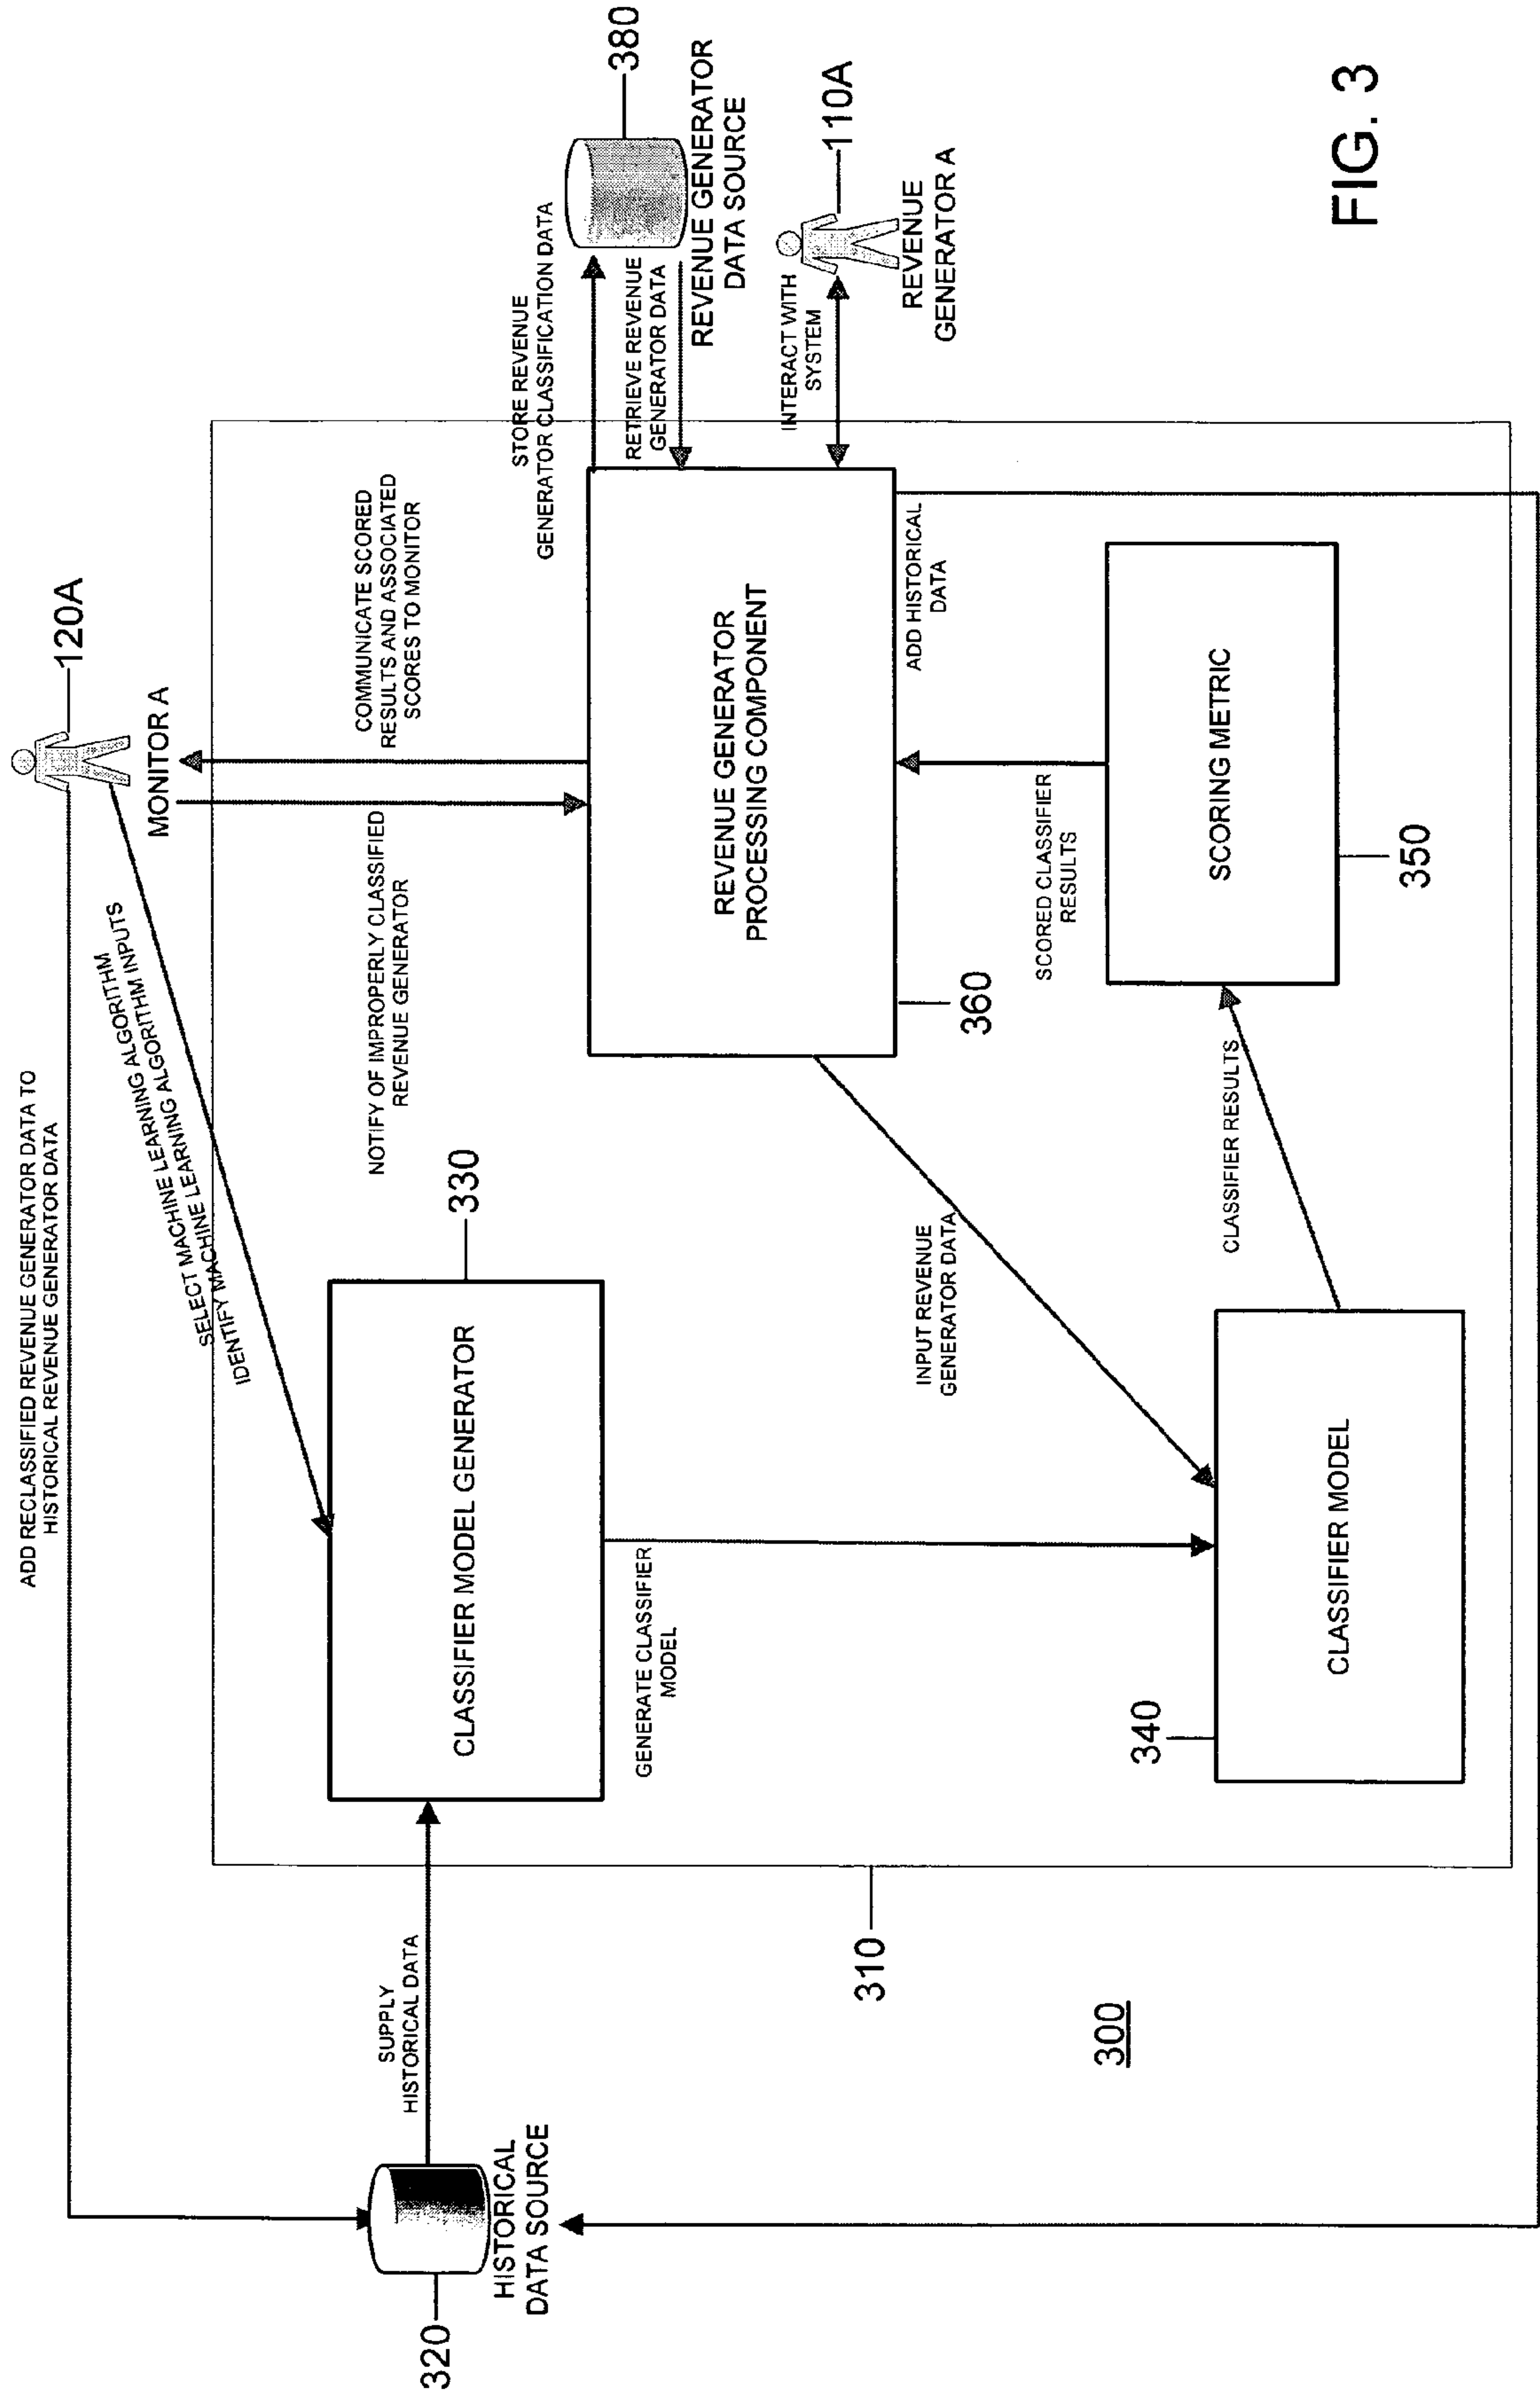 ADD RECLASSIFIED REVENUE GENERATOR DATA TO
HISTORICAL REVENUE GENERATOR DATA
120A
MONITOR A
SELECT MACHINE LEARNING ALGORITHM
IDENTIFY MACHINE LEARNING ALGORITHM INPUTS
NOTIFY OF IMPROPERLY CLASSIFIED
REVENUE GENERATOR
COMMUNICATE SCORED
RESULTS AND ASSOCIATED
SCORES TO MONITOR
STORE REVENUE
GENERATOR CLASSIFICATION DATA
380
RETRIEVE REVENUE
GENERATOR DATA
REVENUE GENERATOR
DATA SOURCE
INTERACT WITH
SYSTEM
110A
REVENUE
GENERATOR A
320
HISTORICAL
DATA SOURCE
SUPPLY
HISTORICAL DATA
330
CLASSIFIER MODEL GENERATOR
GENERATE CLASSIFIER
MODEL
REVENUE GENERATOR
PROCESSING COMPONENT
360
ADD HISTORICAL
DATA
INPUT REVENUE
GENERATOR DATA
SCORED CLASSIFIER
RESULTS
310
300
340
CLASSIFIER MODEL
CLASSIFIER RESULTS
SCORING METRIC
350
FIG. 3